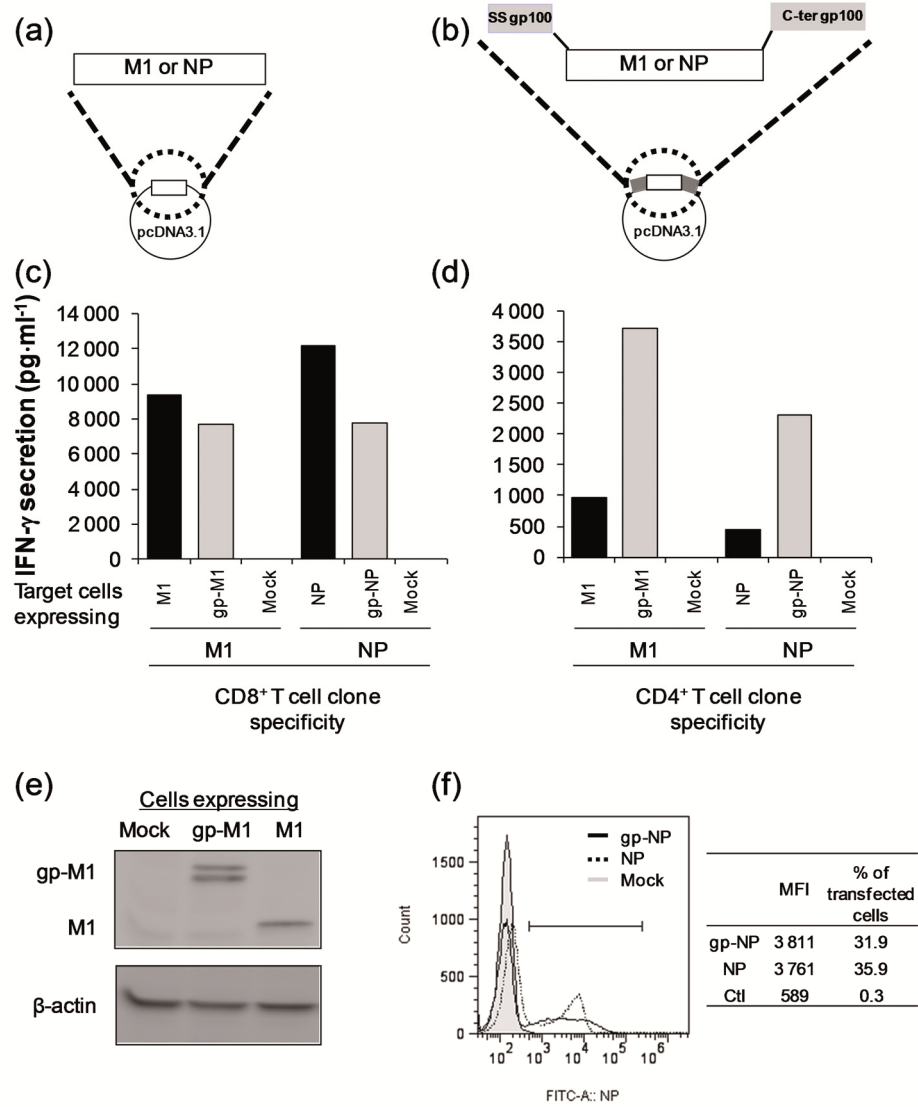 (a)
M1 or NP
pcDNA3.1
(b)
SS gp100
C-ter gp100
M1 or NP
pcDNA3.1
(c)
IFN-γ secretion (pg·ml⁻¹)
14 000
12 000
10 000
8 000
6 000
4 000
2 000
0
Target cells
expressing
M1
gp-M1
Mock
NP
gp-NP
Mock
M1
NP
CD8⁺ T cell clone
specificity
(d)
4 000
3 500
3 000
2 500
2 000
1 500
1 000
500
0
M1
gp-M1
Mock
NP
gp-NP
Mock
M1
NP
CD4⁺ T cell clone
specificity
(e)
Cells expressing
Mock gp-M1 M1
gp-M1
M1
β-actin
(f)
gp-NP
NP
Mock
Count
1500
1000
500
0
10² 10³ 10⁴ 10⁵ 10⁶
FITC-A:: NP
MFI % of transfected cells
gp-NP 3 811 31.9
NP 3 761 35.9
Ctl 589 0.3